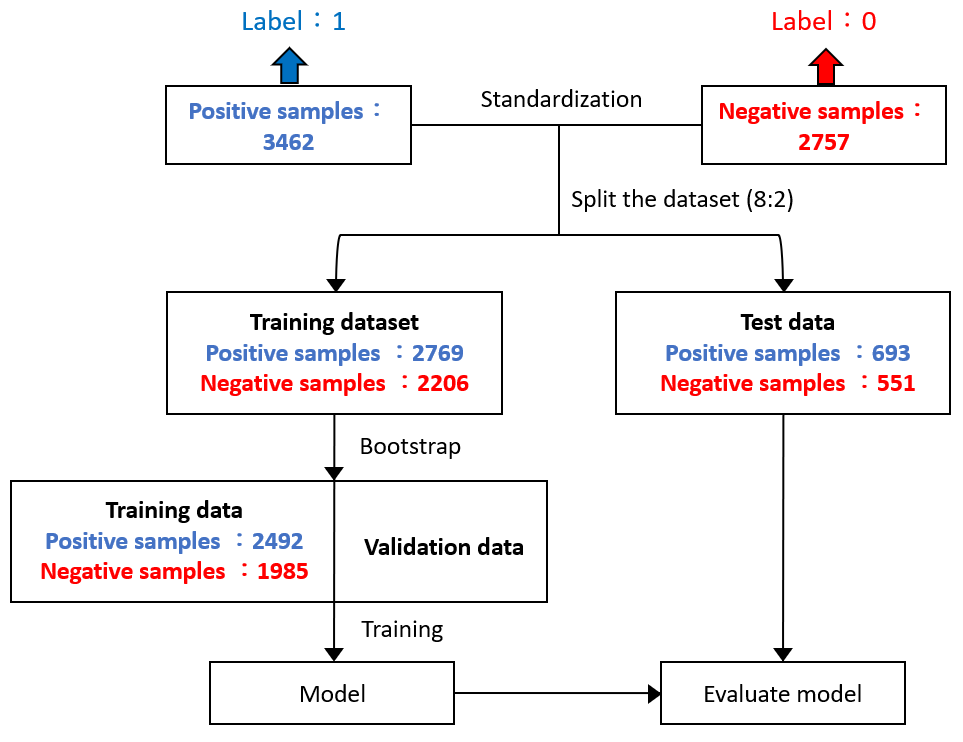 Label：1
Label：0
Positive samples：
3462
Standardization
Negative samples：
2757
Split the dataset (8:2)
Training dataset
Positive samples ：2769
Negative samples ：2206
Test data
Positive samples ：693
Negative samples ：551
Bootstrap
Training data
Positive samples ：2492
Negative samples ：1985
Validation data
Training
Model
Evaluate model